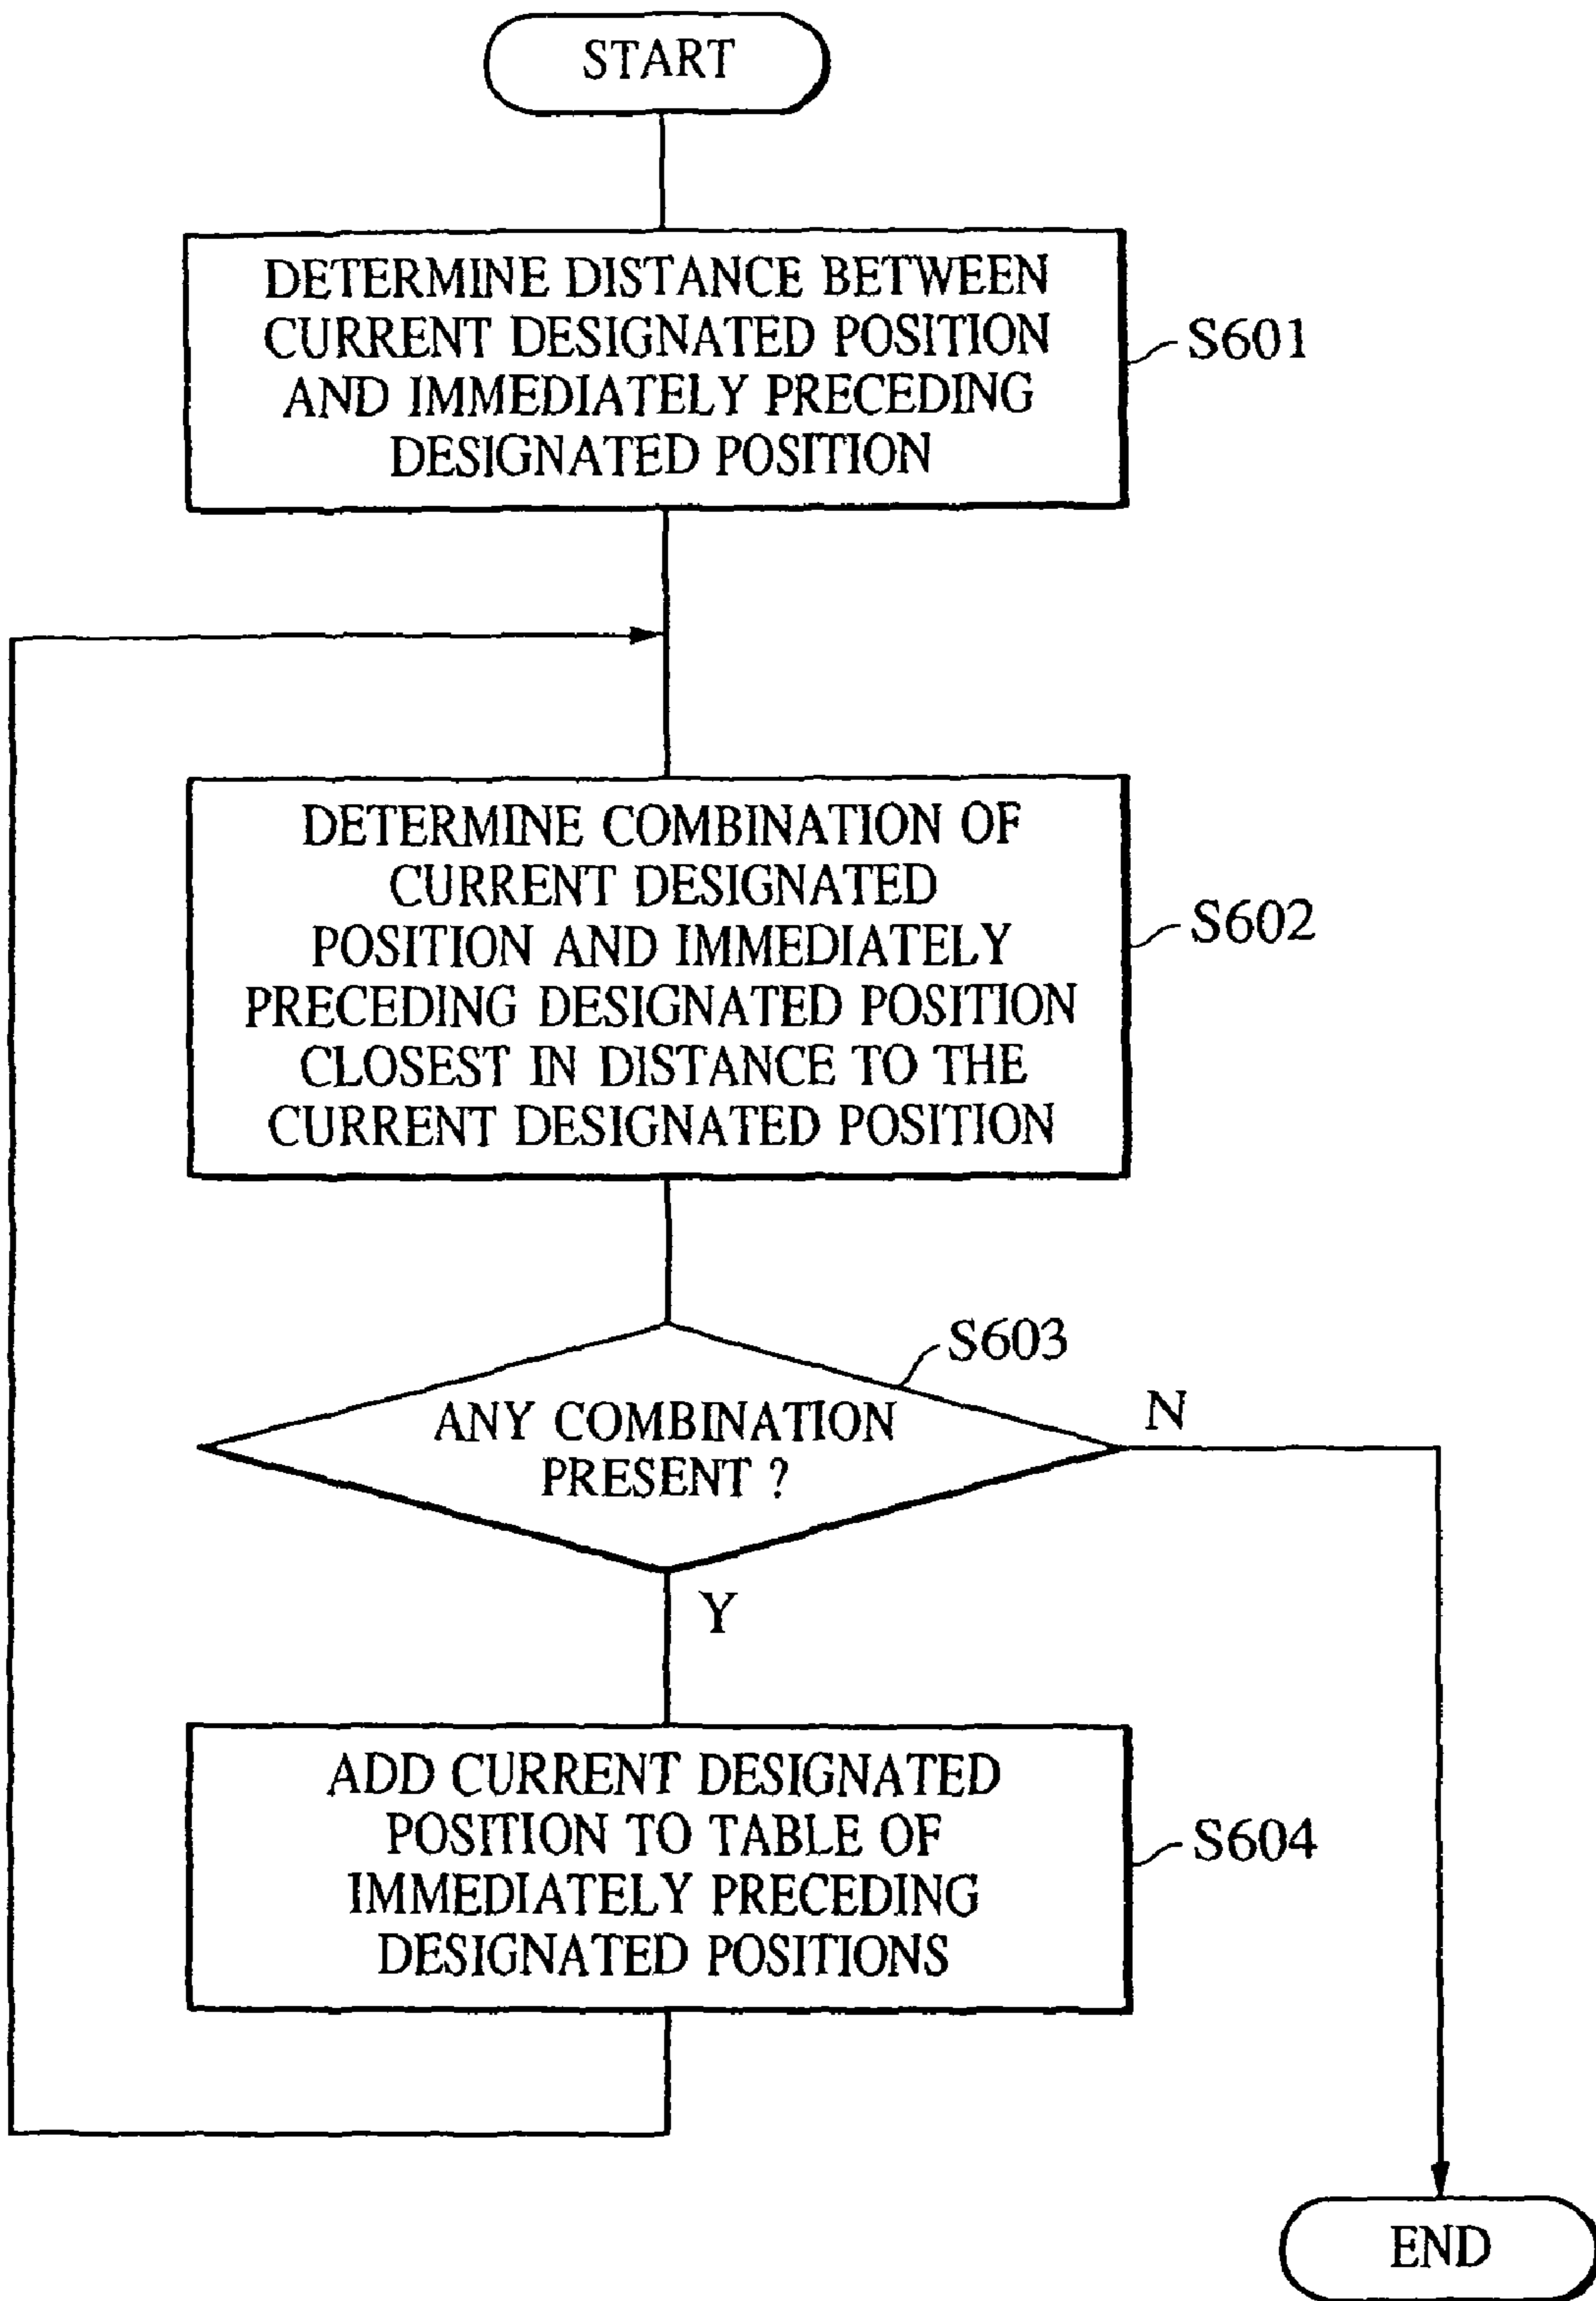 START
DETERMINE DISTANCE BETWEEN
CURRENT DESIGNATED POSITION
AND IMMEDIATELY PRECEDING
DESIGNATED POSITION
S601
DETERMINE COMBINATION OF
CURRENT DESIGNATED
POSITION AND IMMEDIATELY
PRECEDING DESIGNATED POSITION
CLOSEST IN DISTANCE TO THE
CURRENT DESIGNATED POSITION
S602
S603
ANY COMBINATION
PRESENT ?
N
Y
ADD CURRENT DESIGNATED
POSITION TO TABLE OF
IMMEDIATELY PRECEDING
DESIGNATED POSITIONS
S604
END